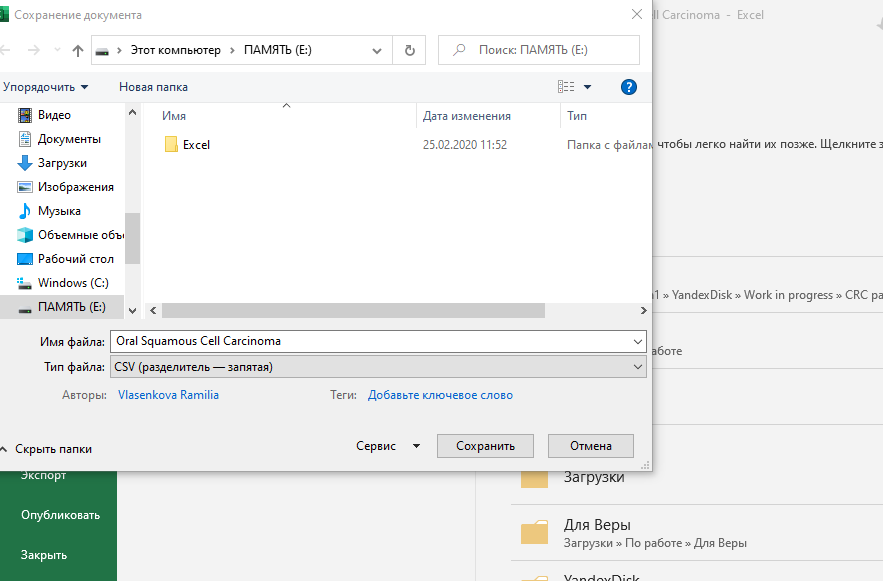 Сохранение документа
ll Carcinoma - Excel
Этот компьютер > ПАМЯТЬ (E:)
Поиск: ПАМЯТЬ (E:)
Упорядочить
Новая папка
?
Видео
Документы
Загрузки
Изображения
Музыка
Объемные объ
Рабочий стол
Windows (C:)
ПАМЯТЬ (E:)
Имя
Дата изменения
Тип
Excel
25.02.2020 11:52
Папка с файлам
чтобы легко найти их позже. Щелкните з
1 » YandexDisk » Work in progress » CRC pa
аботе
Имя файла:
Oral Squamous Cell Carcinoma
Тип файла:
CSV (разделитель — запятая)
Авторы:
Vlasenkova Ramilia
Теги:
Добавьте ключевое слово
Скрыть папки
Сервис
Сохранить
Отмена
Экспорт
Опубликовать
Закрыть
Загрузки
Для Веры
Загрузки » По работе » Для Веры
YandexDisk